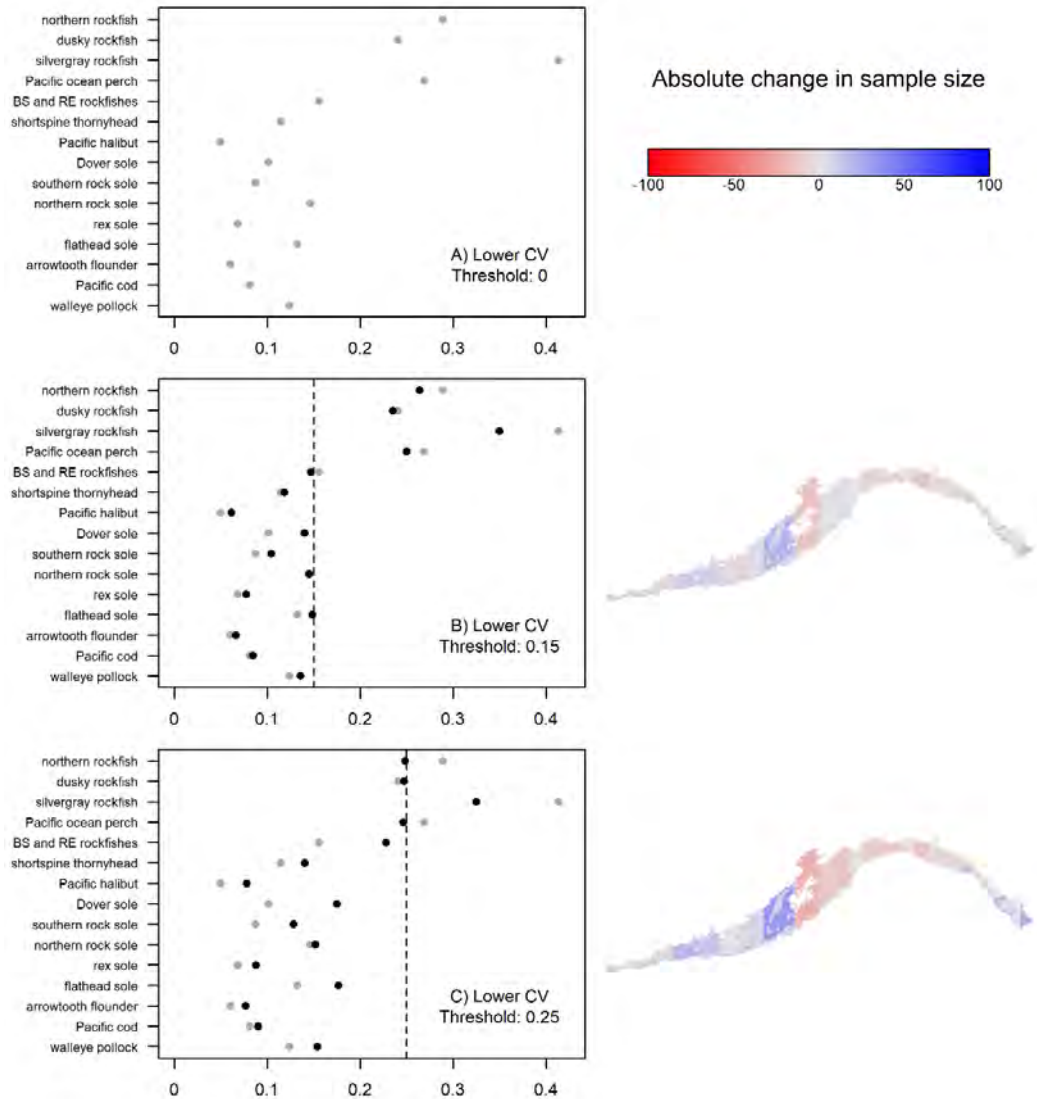 northern rockfish
dusky rockfish
silvergray rockfish
Pacific ocean perch
BS and RE rockfishes
shortspine thornyhead
Pacific halibut
Dover sole
southern rock sole
northern rock sole
rex sole
flathead sole
arrowtooth flounder
Pacific cod
walleye pollock
A) Lower CV
Threshold: 0
0 0.1 0.2 0.3 0.4
Absolute change in sample size
-100 -50 0 50 100
northern rockfish
dusky rockfish
silvergray rockfish
Pacific ocean perch
BS and RE rockfishes
shortspine thornyhead
Pacific halibut
Dover sole
southern rock sole
northern rock sole
rex sole
flathead sole
arrowtooth flounder
Pacific cod
walleye pollock
B) Lower CV
Threshold: 0.15
0 0.1 0.2 0.3 0.4
northern rockfish
dusky rockfish
silvergray rockfish
Pacific ocean perch
BS and RE rockfishes
shortspine thornyhead
Pacific halibut
Dover sole
southern rock sole
northern rock sole
rex sole
flathead sole
arrowtooth flounder
Pacific cod
walleye pollock
C) Lower CV
Threshold: 0.25
0 0.1 0.2 0.3 0.4